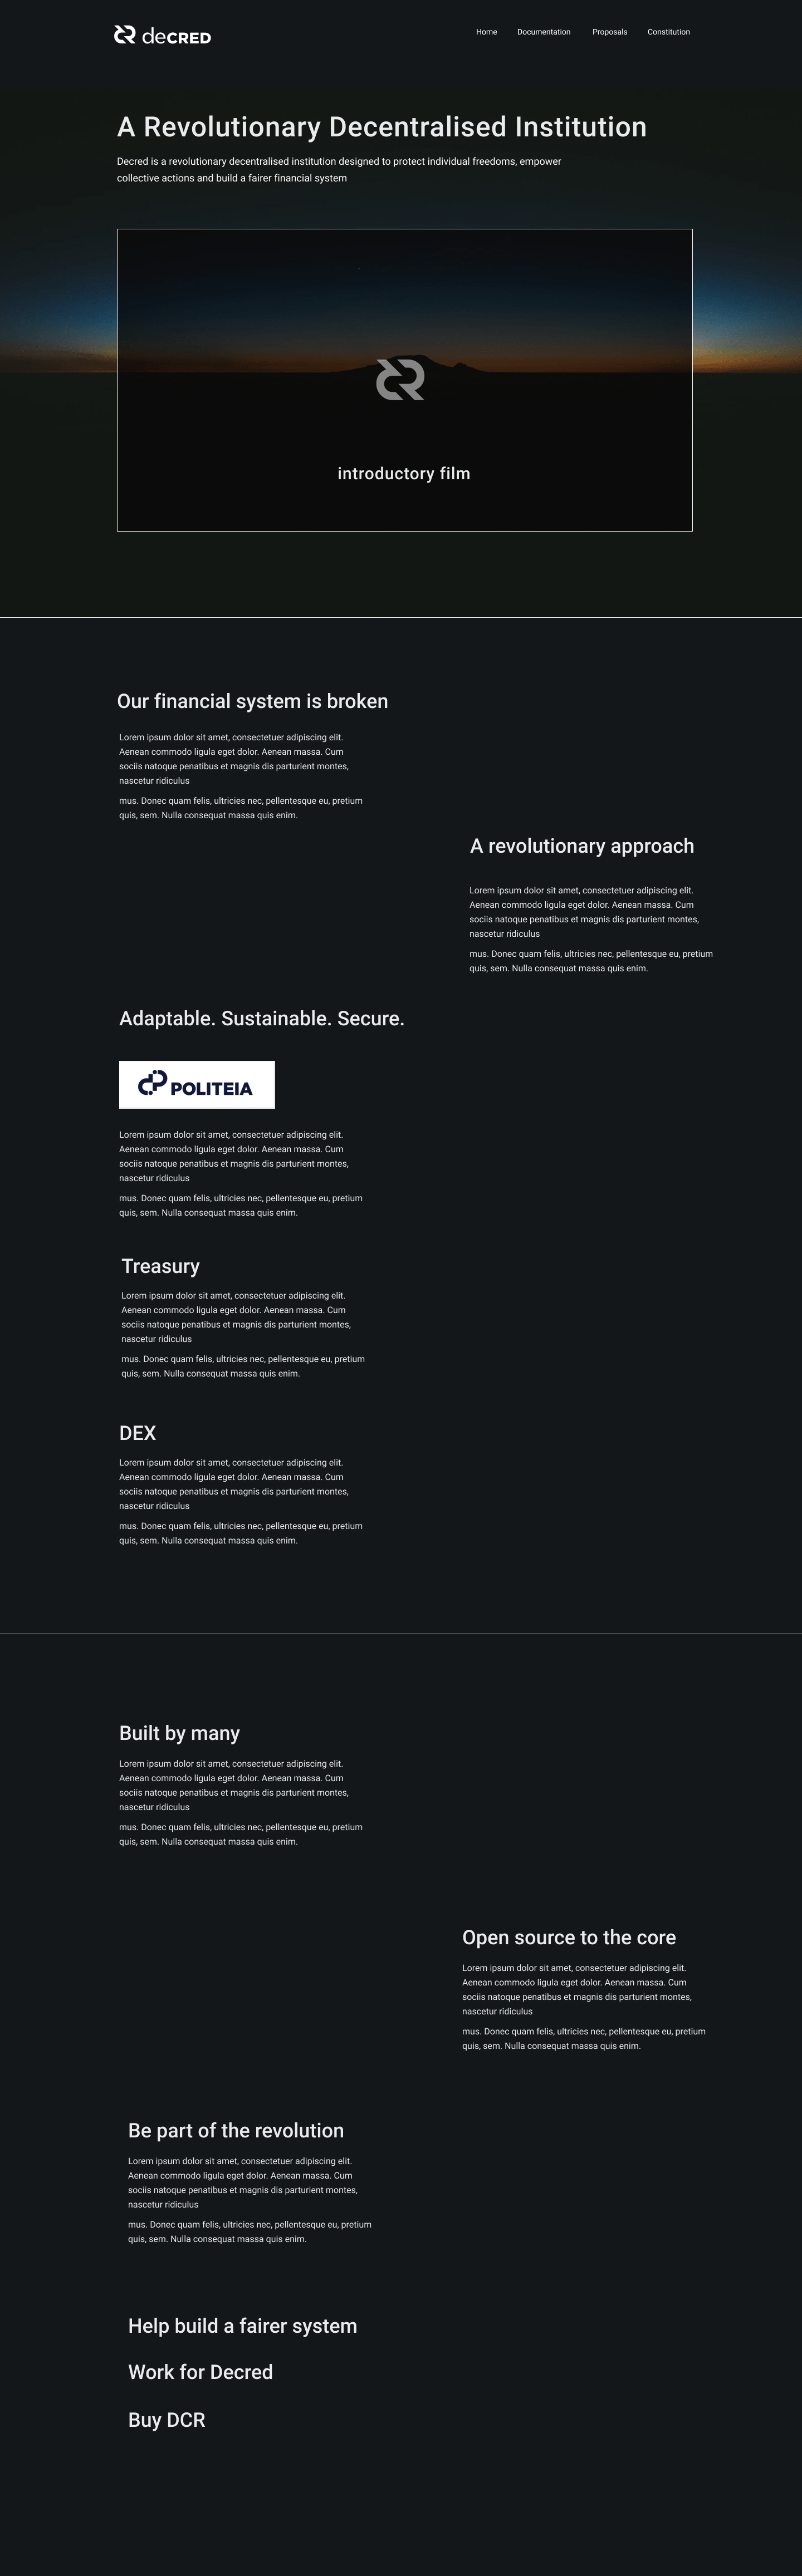 decred
Home Documentation Proposals Constitution
A Revolutionary Decentralised Institution
Decred is a revolutionary decentralised institution designed to protect individual freedoms, empower
collective actions and build a fairer financial system
introductory film
Our financial system is broken
Lorem ipsum dolor sit amet, consectetuer adipiscing elit.
Aenean commodo ligula eget dolor. Aenean massa. Cum
sociis natoque penatibus et magnis dis parturient montes,
nascetur ridiculus
mus. Donec quam felis, ultricies nec, pellentesque eu, pretium
quis, sem. Nulla consequat massa quis enim.
A revolutionary approach
Lorem ipsum dolor sit amet, consectetuer adipiscing elit.
Aenean commodo ligula eget dolor. Aenean massa. Cum
sociis natoque penatibus et magnis dis parturient montes,
nascetur ridiculus
mus. Donec quam felis, ultricies nec, pellentesque eu, pretium
quis, sem. Nulla consequat massa quis enim.
Adaptable. Sustainable. Secure.
POLITEIA
Lorem ipsum dolor sit amet, consectetuer adipiscing elit.
Aenean commodo ligula eget dolor. Aenean massa. Cum
sociis natoque penatibus et magnis dis parturient montes,
nascetur ridiculus
mus. Donec quam felis, ultricies nec, pellentesque eu, pretium
quis, sem. Nulla consequat massa quis enim.
Treasury
Lorem ipsum dolor sit amet, consectetuer adipiscing elit.
Aenean commodo ligula eget dolor. Aenean massa. Cum
sociis natoque penatibus et magnis dis parturient montes,
nascetur ridiculus
mus. Donec quam felis, ultricies nec, pellentesque eu, pretium
quis, sem. Nulla consequat massa quis enim.
DEX
Lorem ipsum dolor sit amet, consectetuer adipiscing elit.
Aenean commodo ligula eget dolor. Aenean massa. Cum
sociis natoque penatibus et magnis dis parturient montes,
nascetur ridiculus
mus. Donec quam felis, ultricies nec, pellentesque eu, pretium
quis, sem. Nulla consequat massa quis enim.
Built by many
Lorem ipsum dolor sit amet, consectetuer adipiscing elit.
Aenean commodo ligula eget dolor. Aenean massa. Cum
sociis natoque penatibus et magnis dis parturient montes,
nascetur ridiculus
mus. Donec quam felis, ultricies nec, pellentesque eu, pretium
quis, sem. Nulla consequat massa quis enim.
Open source to the core
Lorem ipsum dolor sit amet, consectetuer adipiscing elit.
Aenean commodo ligula eget dolor. Aenean massa. Cum
sociis natoque penatibus et magnis dis parturient montes,
nascetur ridiculus
mus. Donec quam felis, ultricies nec, pellentesque eu, pretium
quis, sem. Nulla consequat massa quis enim.
Be part of the revolution
Lorem ipsum dolor sit amet, consectetuer adipiscing elit.
Aenean commodo ligula eget dolor. Aenean massa. Cum
sociis natoque penatibus et magnis dis parturient montes,
nascetur ridiculus
mus. Donec quam felis, ultricies nec, pellentesque eu, pretium
quis, sem. Nulla consequat massa quis enim.
Help build a fairer system
Work for Decred
Buy DCR